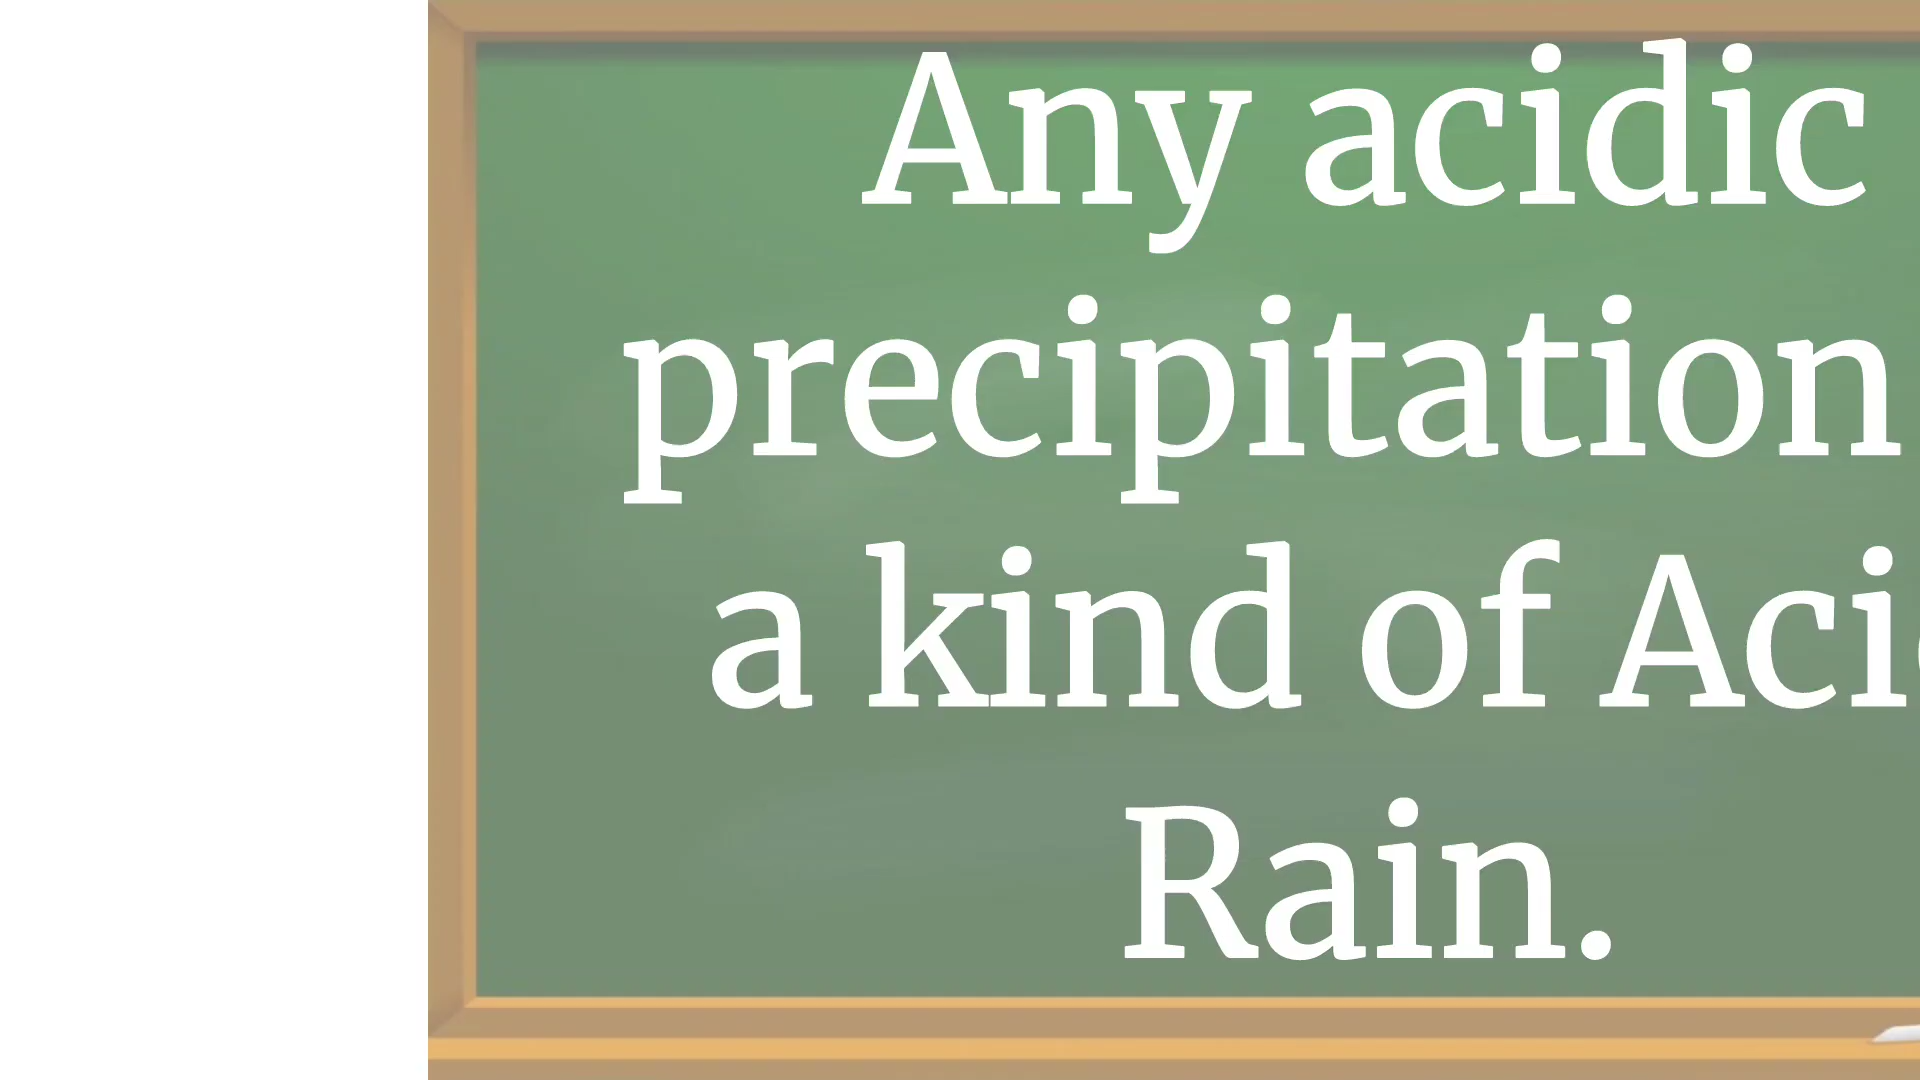 Any acidic
precipitation
a kind of Aci
Rain.